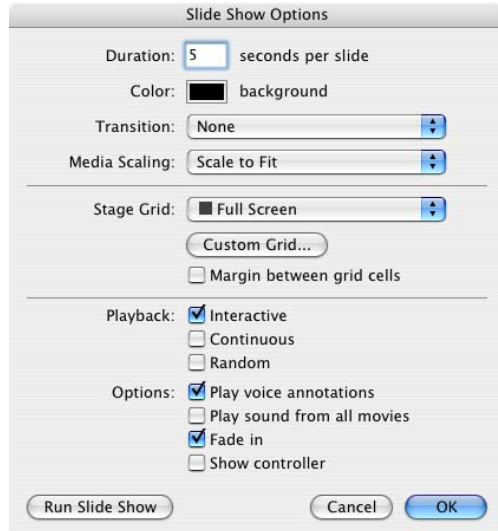 Slide Show Options
Duration: 5 seconds per slide
Color: background
Transition: None
Media Scaling: Scale to Fit
Stage Grid: Full Screen
Custom Grid...
Margin between grid cells
Playback: Interactive
Continuous
Random
Options: Play voice annotations
Play sound from all movies
Fade in
Show controller
Run Slide Show Cancel OK